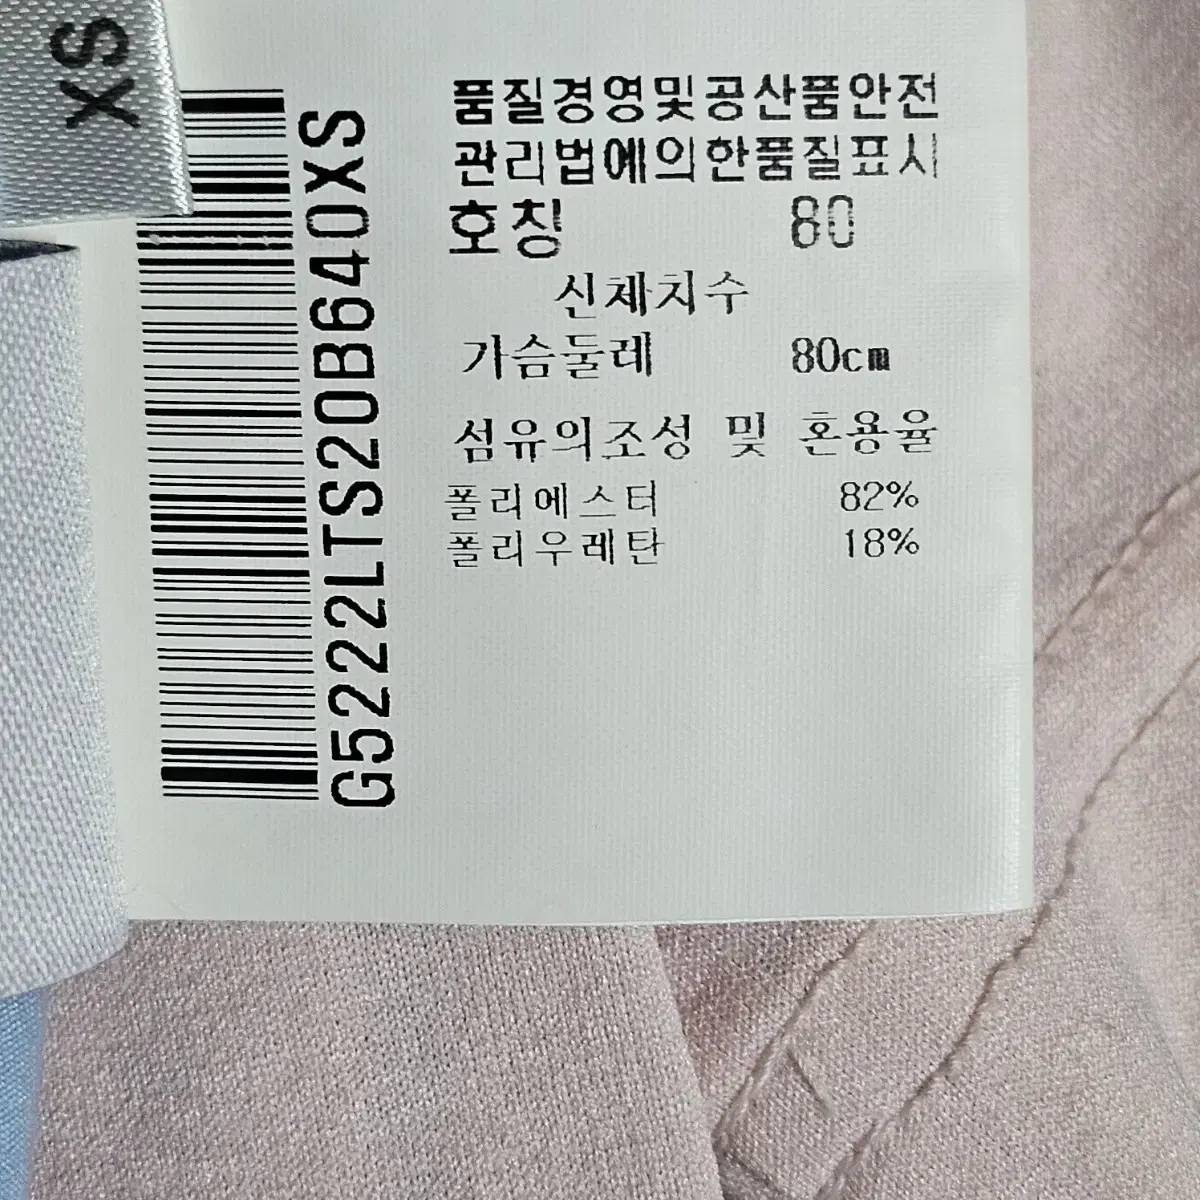 XS
G5222LTS20B640XS
품질경영및공산품안전
관리법에의한품질표시
호칭 80
신체치수
가슴둘레 80cm
섬유의조성 및 혼용율
폴리에스터 82%
폴리우레탄 18%